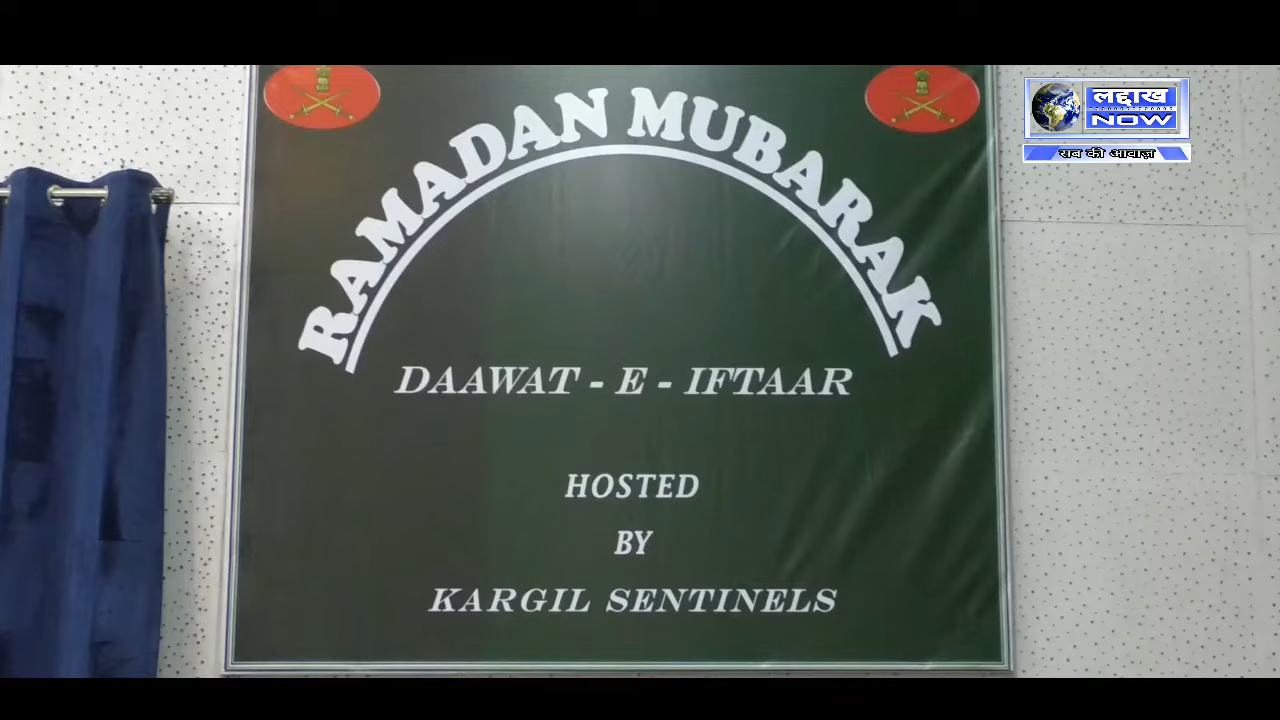 RAMADAN MUBARAK
DAAWAT - E - IFTAAR
HOSTED
BY
KARGIL SENTINELS
लद्दाख
NOW
सब की आवाज़